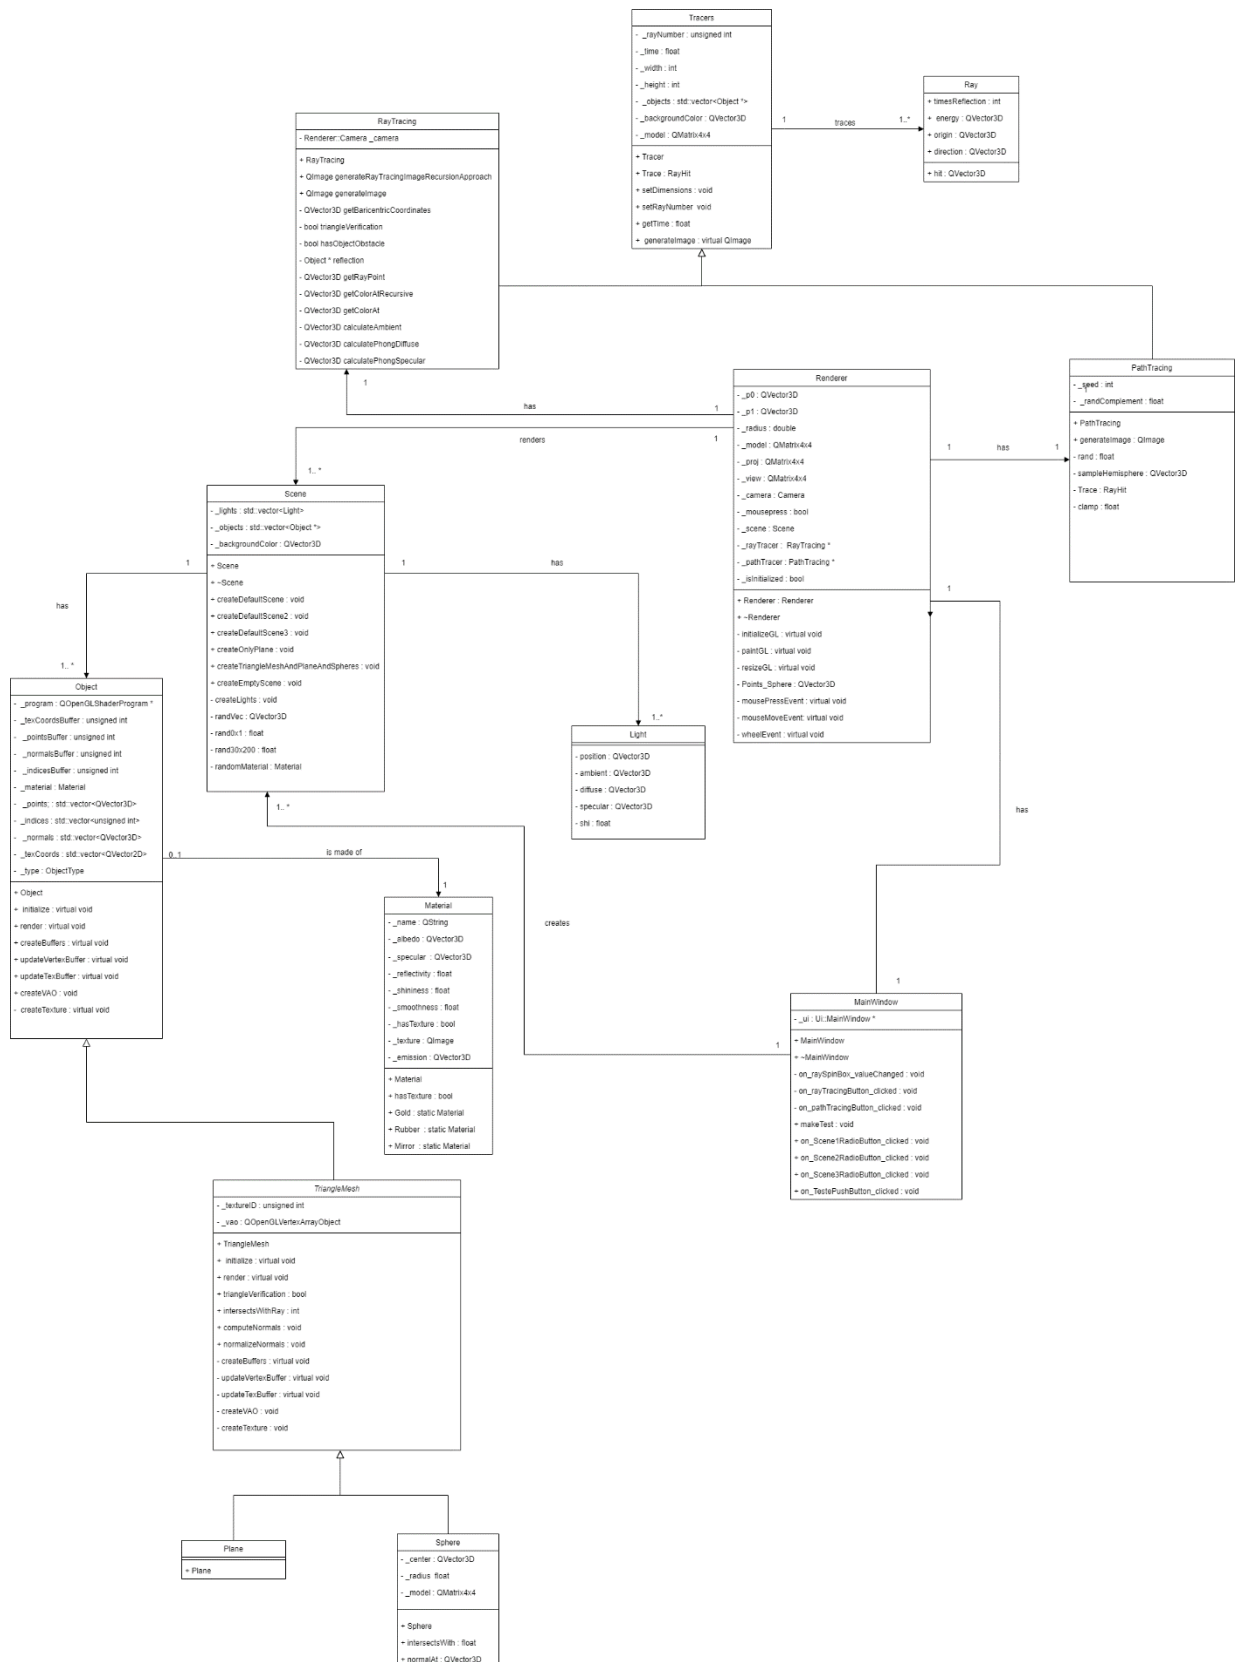 Tracers
- _rayNumber : unsigned int
- _time : float
- _width : int
- _height : int
- _objects : std::vector<Object *>
- _backgroundColor : QVector3D
- _model : QMatrix4x4
+ Tracer
+ Trace : RayHit
+ setDimensions : void
+ setRayNumber void
+ getTime : float
+ generateImage : virtual QImage
1
traces
1..*
Ray
+ timesReflection : int
+ energy : QVector3D
+ origin : QVector3D
+ direction : QVector3D
+ hit : QVector3D
RayTracing
- Renderer::Camera _camera
+ RayTracing
+ QImage generateRayTracingImageRecursionApproach
+ QImage generateImage
- QVector3D getBaricentricCoordinates
- bool triangleVerification
- bool hasObjectObstacle
- Object * reflection
- QVector3D getRayPoint
- QVector3D getColorAtRecursive
- QVector3D getColorAt
- QVector3D calculateAmbient
- QVector3D calculatePhongDiffuse
- QVector3D calculatePhongSpecular
1
has
1
renders
1
1.. *
Renderer
- _p0 : QVector3D
- _p1 : QVector3D
- _radius : double
- _model : QMatrix4x4
- _proj : QMatrix4x4
- _view : QMatrix4x4
- _camera : Camera
- _mousepress : bool
- _scene : Scene
- _rayTracer : RayTracing *
- _pathTracer : PathTracing *
- _isInitialized : bool
+ Renderer : Renderer
+ ~Renderer
- initializeGL : virtual void
- paintGL : virtual void
- resizeGL : virtual void
- Points_Sphere : QVector3D
- mousePressEvent : virtual void
- mouseMoveEvent: virtual void
- wheelEvent : virtual void
1
has
1
PathTracing
- _seed : int
1
- _randComplement : float
+ PathTracing
+ generateImage : QImage
- rand : float
- sampleHemisphere : QVector3D
- Trace : RayHit
- clamp : float
Scene
- _lights : std::vector<Light>
- _objects : std::vector<Object *>
- _backgroundColor : QVector3D
+ Scene
+ ~Scene
+ createDefaultScene : void
+ createDefaultScene2 : void
+ createDefaultScene3 : void
+ createOnlyPlane : void
+ createTriangleMeshAndPlaneAndSpheres : void
+ createEmptyScene : void
- createLights : void
- randVec : QVector3D
- rand0x1 : float
- rand30x200 : float
- randomMaterial : Material
1
has
1.. *
1
has
1..*
Light
- position : QVector3D
- ambient : QVector3D
- diffuse : QVector3D
- specular : QVector3D
- shi : float
Object
- _program : QOpenGLShaderProgram *
- _texCoordsBuffer : unsigned int
- _pointsBuffer : unsigned int
- _normalsBuffer : unsigned int
- _indicesBuffer : unsigned int
- _material : Material
- _points; : std::vector<QVector3D>
- _indices : std::vector<unsigned int>
- _normals : std::vector<QVector3D>
- _texCoords : std::vector<QVector2D>
- _type : ObjectType
+ Object
+ initialize : virtual void
+ render : virtual void
+ createBuffers : virtual void
+ updateVertexBuffer : virtual void
+ updateTexBuffer : virtual void
+ createVAO : void
- createTexture : virtual void
0..1
is made of
1
Material
- _name : QString
- _albedo : QVector3D
- _specular : QVector3D
- _reflectivity : float
- _shininess : float
- _smoothness : float
- _hasTexture : bool
- _texture : QImage
- _emission : QVector3D
+ Material
+ hasTexture : bool
+ Gold : static Material
+ Rubber : static Material
+ Mirror : static Material
1.. *
creates
1
1
has
1
MainWindow
- _ui : Ui::MainWindow *
+ MainWindow
+ ~MainWindow
- on_raySpinBox_valueChanged : void
- on_rayTracingButton_clicked : void
- on_pathTracingButton_clicked : void
+ makeTest : void
+ on_Scene1RadioButton_clicked : void
+ on_Scene2RadioButton_clicked : void
+ on_Scene3RadioButton_clicked : void
+ on_TestePushButton_clicked : void
TriangleMesh
- _textureID : unsigned int
- _vao : QOpenGLVertexArrayObject
+ TriangleMesh
+ initialize : virtual void
+ render : virtual void
+ triangleVerification : bool
+ intersectsWithRay : int
+ computeNormals : void
+ normalizeNormals : void
- createBuffers : virtual void
- updateVertexBuffer : virtual void
- updateTexBuffer : virtual void
- createVAO : void
- createTexture : void
Plane
+ Plane
Sphere
- _center : QVector3D
- _radius float
- _model : QMatrix4x4
+ Sphere
+ intersectsWith : float
+ normalAt : QVector3D